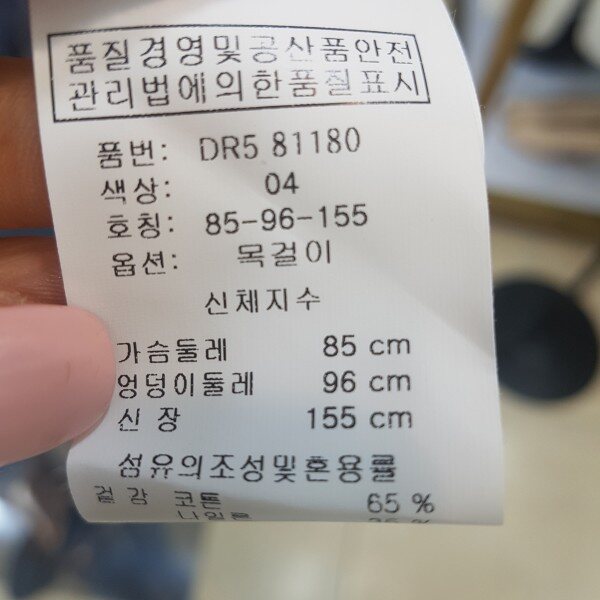 품질경영및공산품안전
관리법에의한품질표시
품번: DR5 81180
색상: 04
호칭: 85-96-155
옵션: 목걸이
신체지수
가슴둘레 85 cm
엉덩이둘레 96 cm
신 장 155 cm
섬유의조성및혼용률
겉감 코튼 65 %